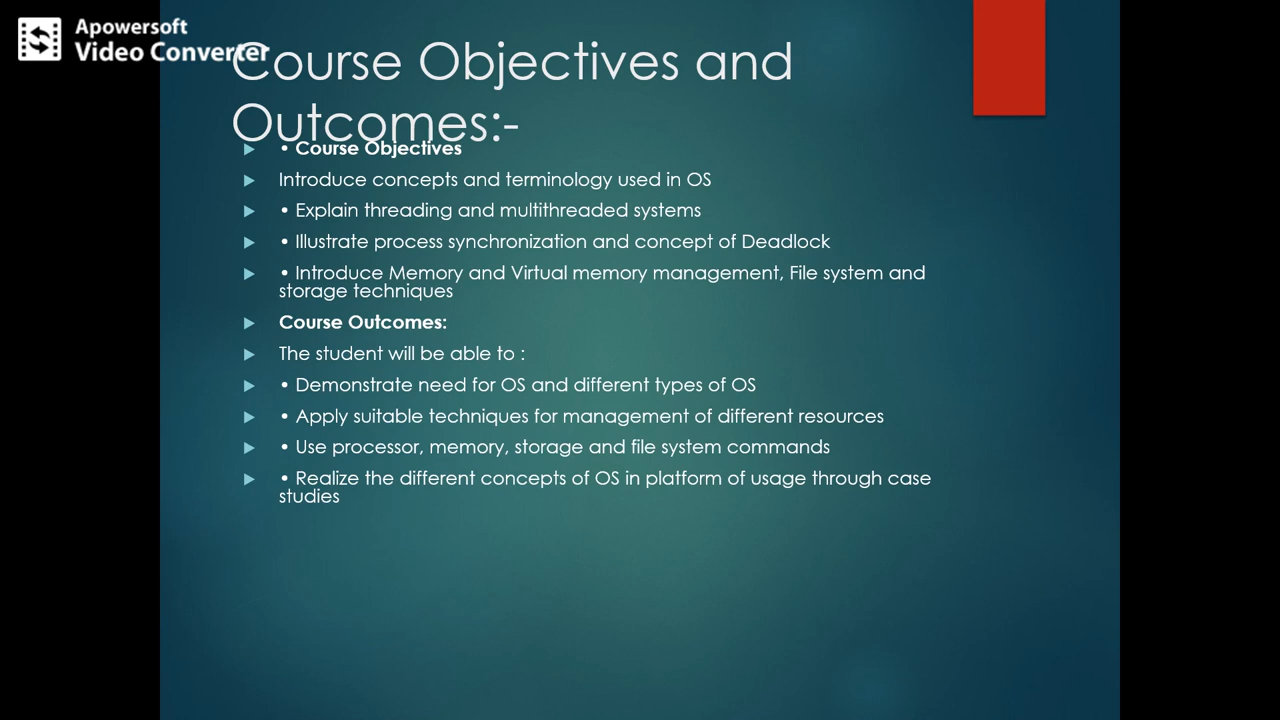 Apowersoft
Video Converter
Course Objectives and
Outcomes:-
• Course Objectives
Introduce concepts and terminology used in OS
• Explain threading and multithreaded systems
• Illustrate process synchronization and concept of Deadlock
• Introduce Memory and Virtual memory management, File system and
storage techniques
Course Outcomes:
The student will be able to :
• Demonstrate need for OS and different types of OS
• Apply suitable techniques for management of different resources
• Use processor, memory, storage and file system commands
• Realize the different concepts of OS in platform of usage through case
studies